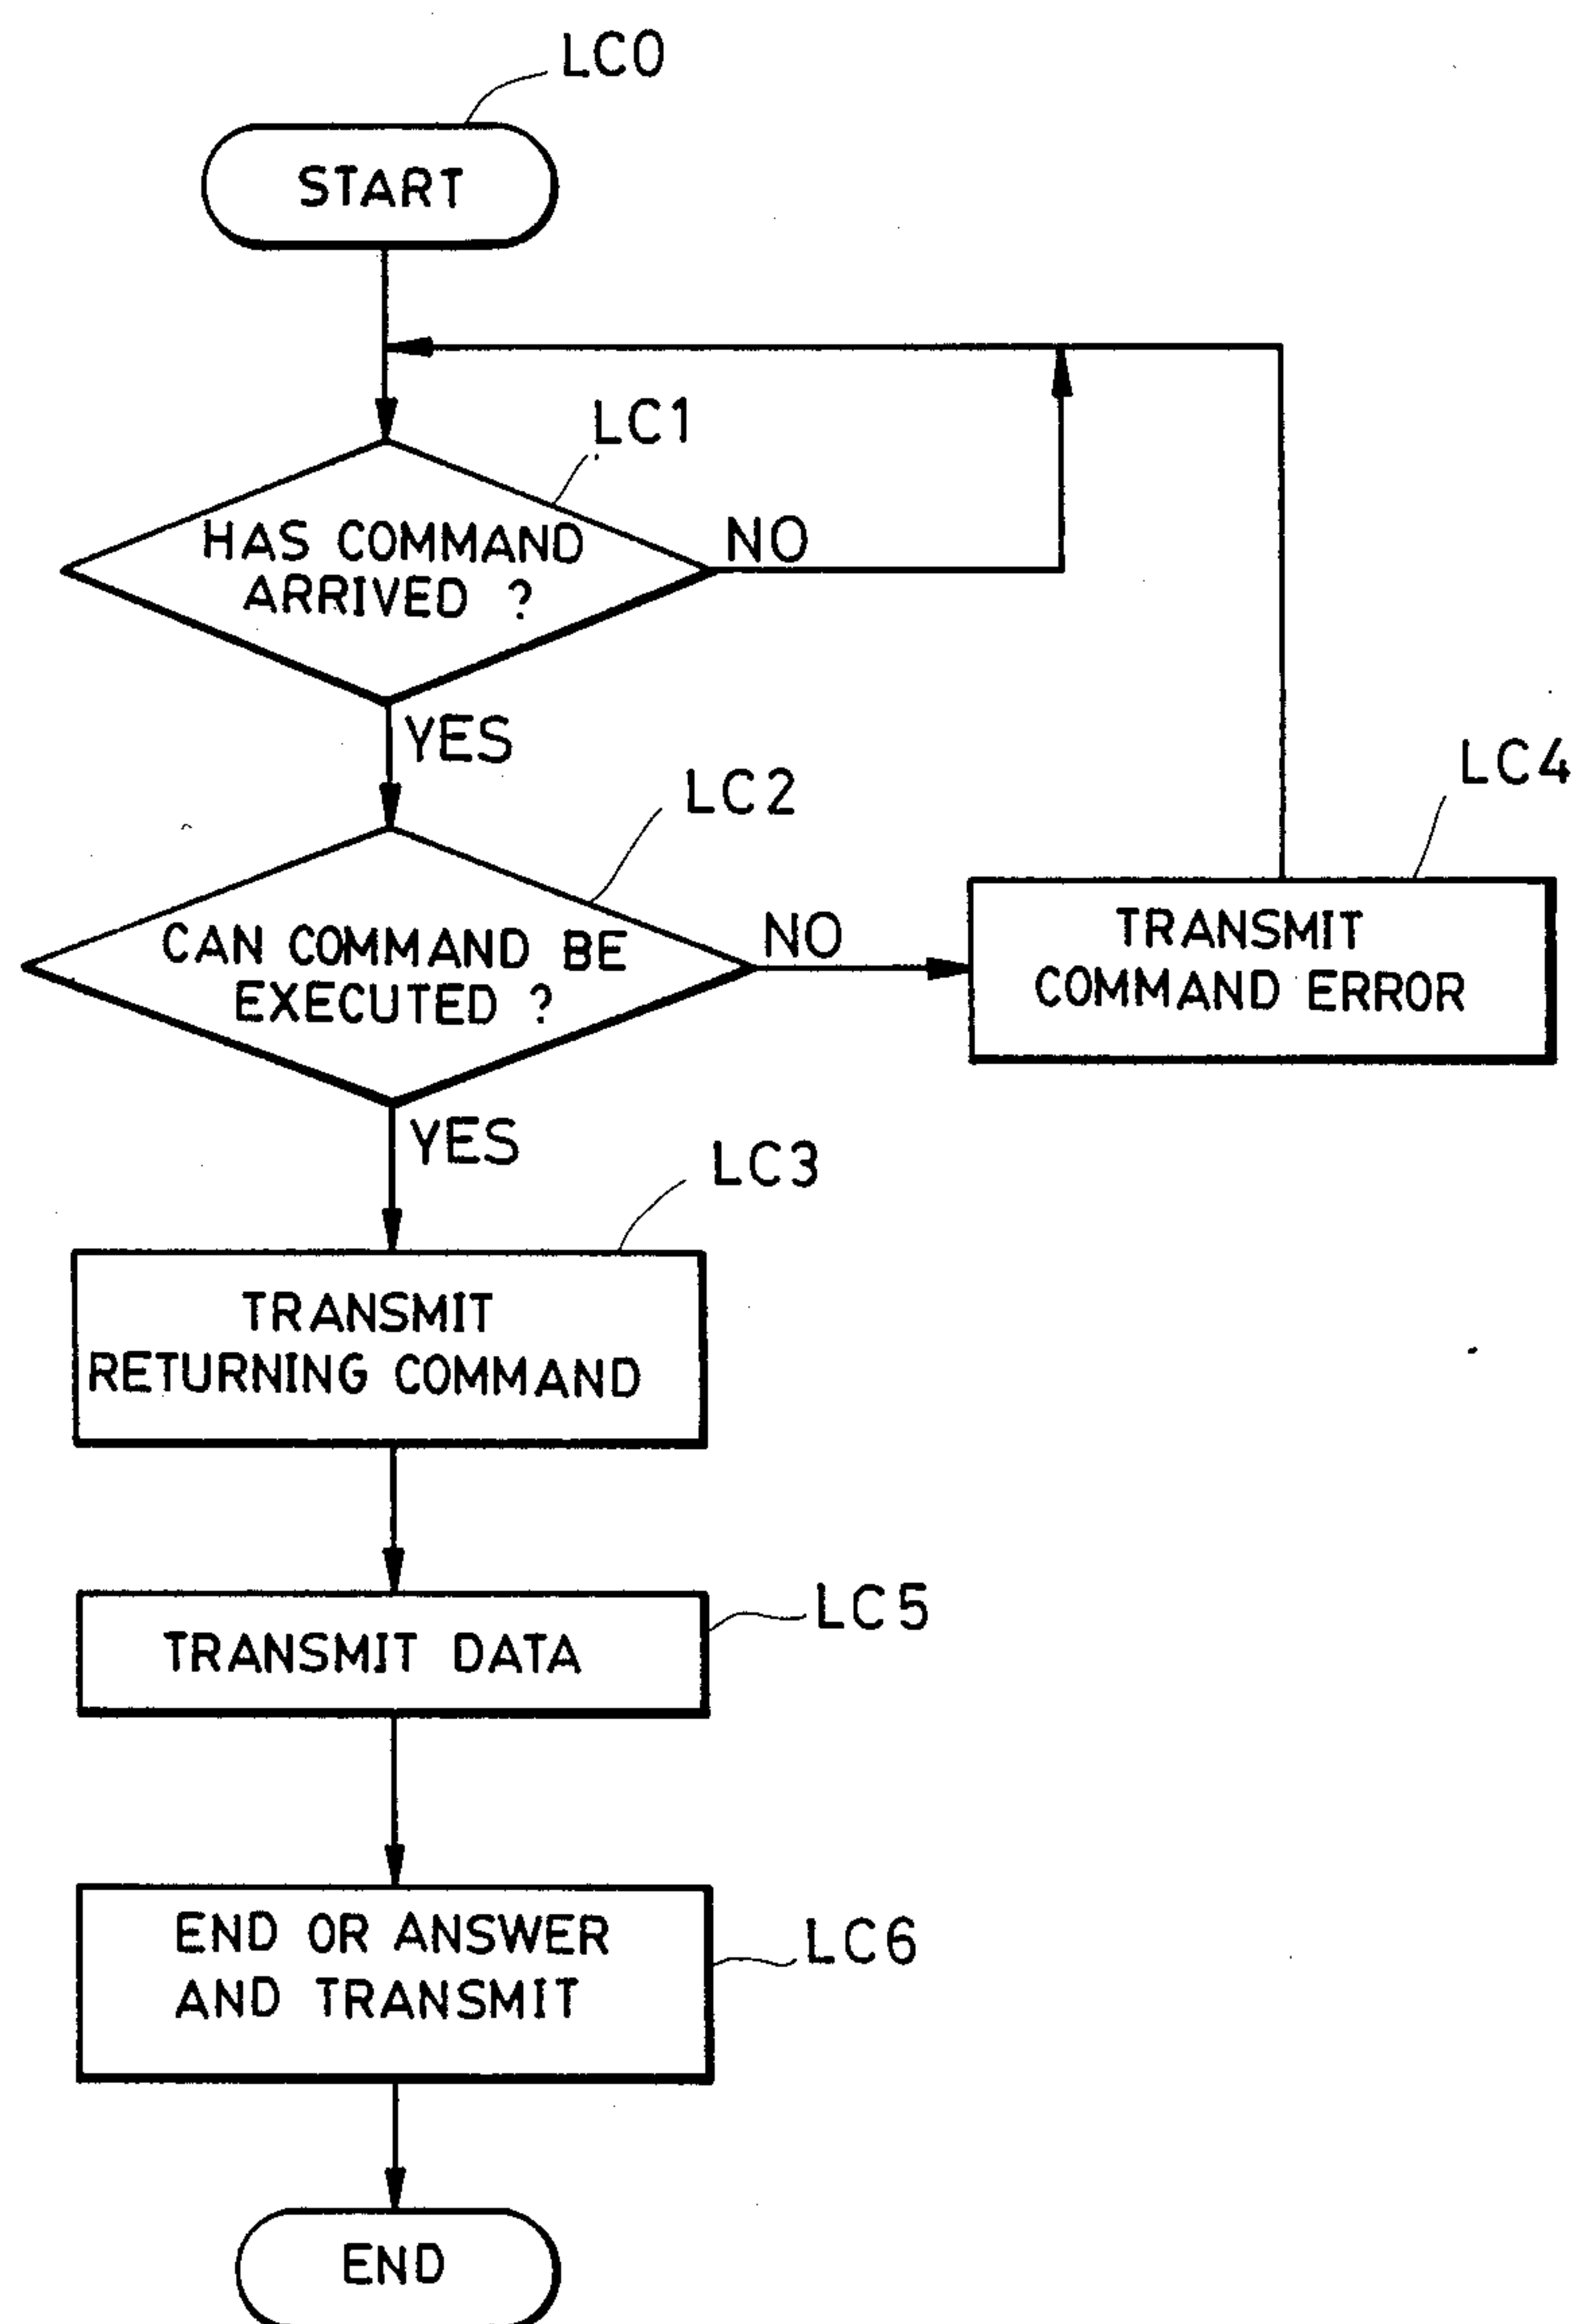 LC0
START
LC1
HAS COMMAND
ARRIVED ?
NO
YES
LC2
CAN COMMAND BE
EXECUTED ?
NO
LC4
TRANSMIT
COMMAND ERROR
YES
LC3
TRANSMIT
RETURNING COMMAND
LC5
TRANSMIT DATA
LC6
END OR ANSWER
AND TRANSMIT
END